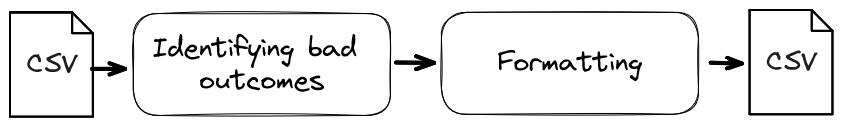 CSV
Identifying bad
outcomes
Formatting
CSV